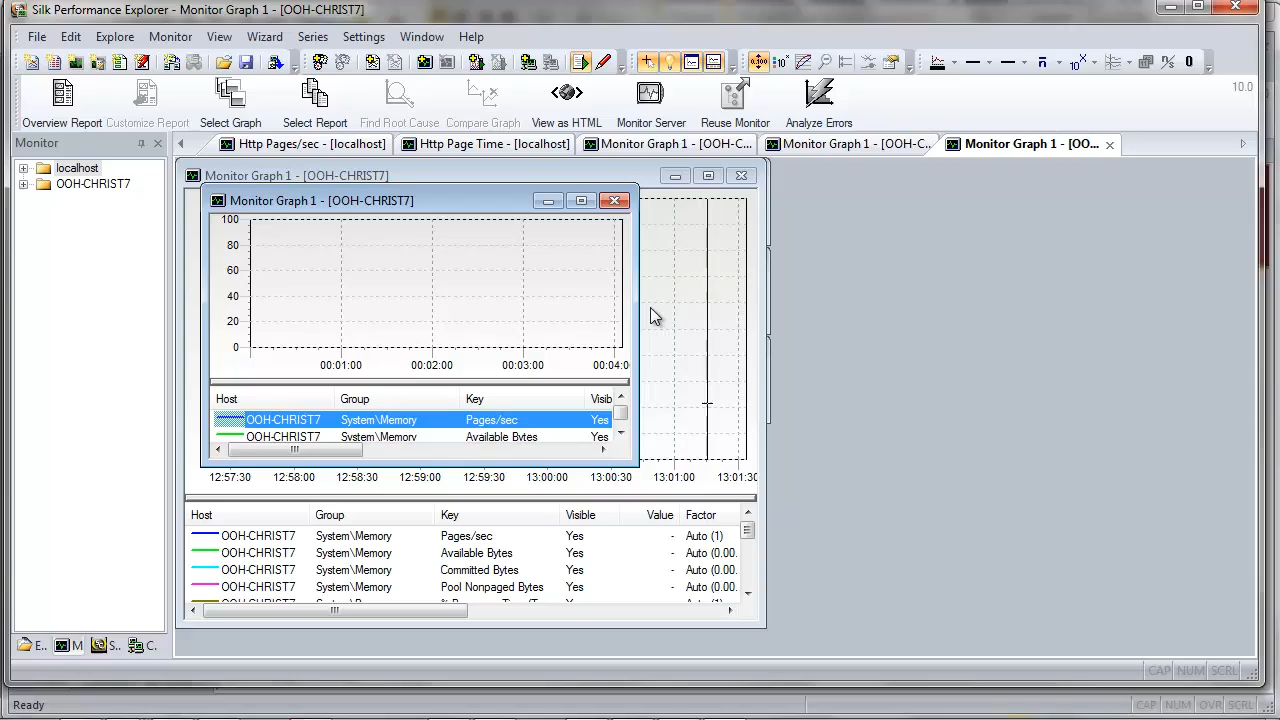 Silk Performance Explorer - Monitor Graph 1 - [OOH-CHRIST7]
File Edit Explore Monitor View Wizard Series Settings Window Help
Overview Report Customize Report Select Graph Select Report Find Root Cause Compare Graph View as HTML Monitor Server Reuse Monitor Analyze Errors
10.0
Monitor
Http Pages/sec - [localhost] Http Page Time - [localhost] Monitor Graph 1 - [OOH-C... Monitor Graph 1 - [OOH-C... Monitor Graph 1 - [OO...
localhost
OOH-CHRIST7
Monitor Graph 1 - [OOH-CHRIST7]
Monitor Graph 1 - [OOH-CHRIST7]
100
80
60
40
20
0
00:01:00 00:02:00 00:03:00 00:04:0
Host Group Key Visib
OOH-CHRIST7 System\Memory Pages/sec Yes
OOH-CHRIST7 System\Memory Available Bytes Yes
12:57:30 12:58:00 12:58:30 12:59:00 13:00:00 13:00:30 13:01:00 13:01:30
Host Group Key Visible Value Factor
OOH-CHRIST7 System\Memory Pages/sec Yes - Auto (1)
OOH-CHRIST7 System\Memory Available Bytes Yes - Auto (0.00.
OOH-CHRIST7 System\Memory Committed Bytes Yes - Auto (0.00.
OOH-CHRIST7 System\Memory Pool Nonpaged Bytes Yes - Auto (0.00.
E.. M S.. C.
CAP NUM SCRL
Ready
CAP NUM OVR SCRL